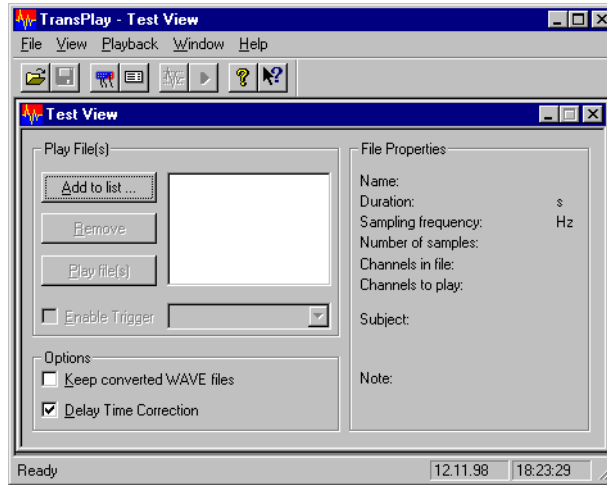 TransPlay - Test View
File View Playback Window Help
Test View
Play File(s)
Add to list ...
Remove
Play file(s)
Enable Trigger
Options
Keep converted WAVE files
Delay Time Correction
File Properties
Name:
Duration: s
Sampling frequency: Hz
Number of samples:
Channels in file:
Channels to play:
Subject:
Note:
Ready 12.11.98 18:23:29